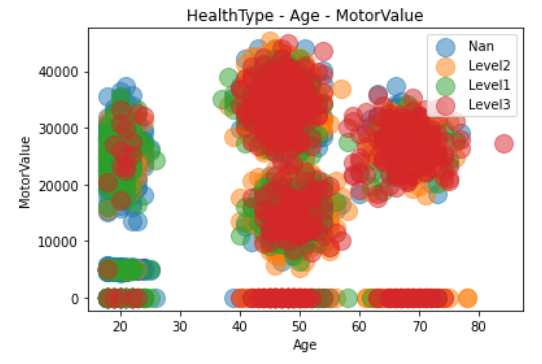 HealthType - Age - MotorValue
Nan
Level2
Level1
Level3
40000
30000
20000
10000
0
MotorValue
20 30 40 50 60 70 80
Age